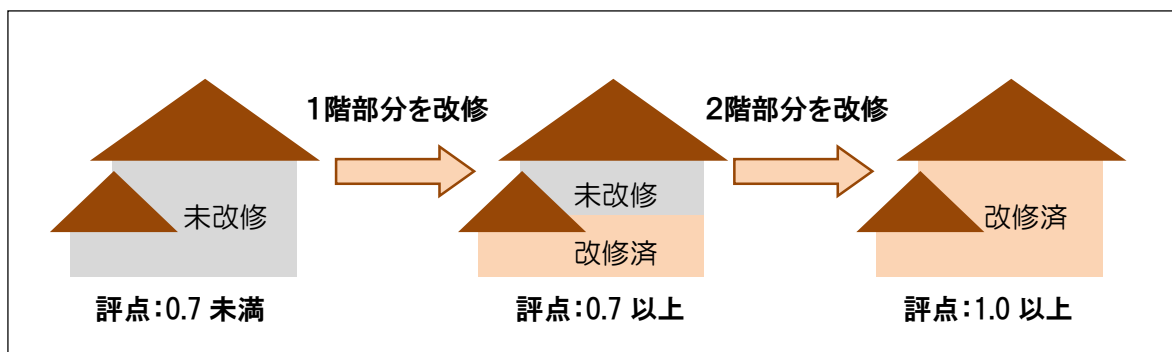 1階部分を改修
2階部分を改修
未改修
未改修
改修済
改修済
評点:0.7 未満
評点:0.7 以上
評点:1.0 以上